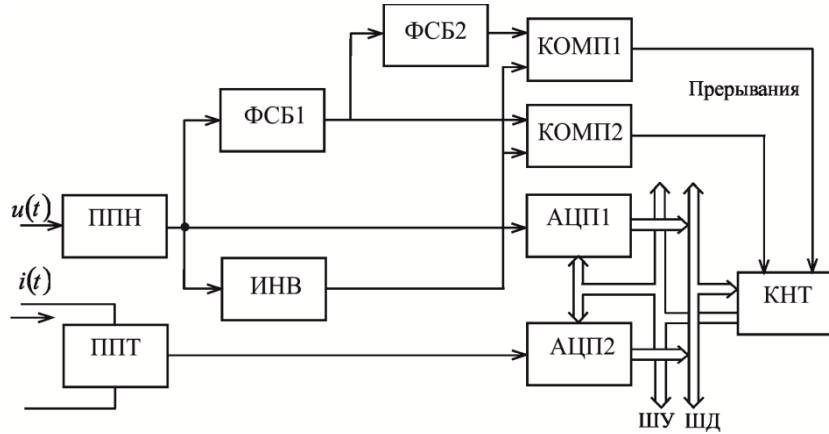 ФСБ2
КОМП1
Прерывания
ФСБ1
КОМП2
u(t)
ППН
АЦП1
i(t)
ИНВ
КНТ
ППТ
АЦП2
ШУ ШД